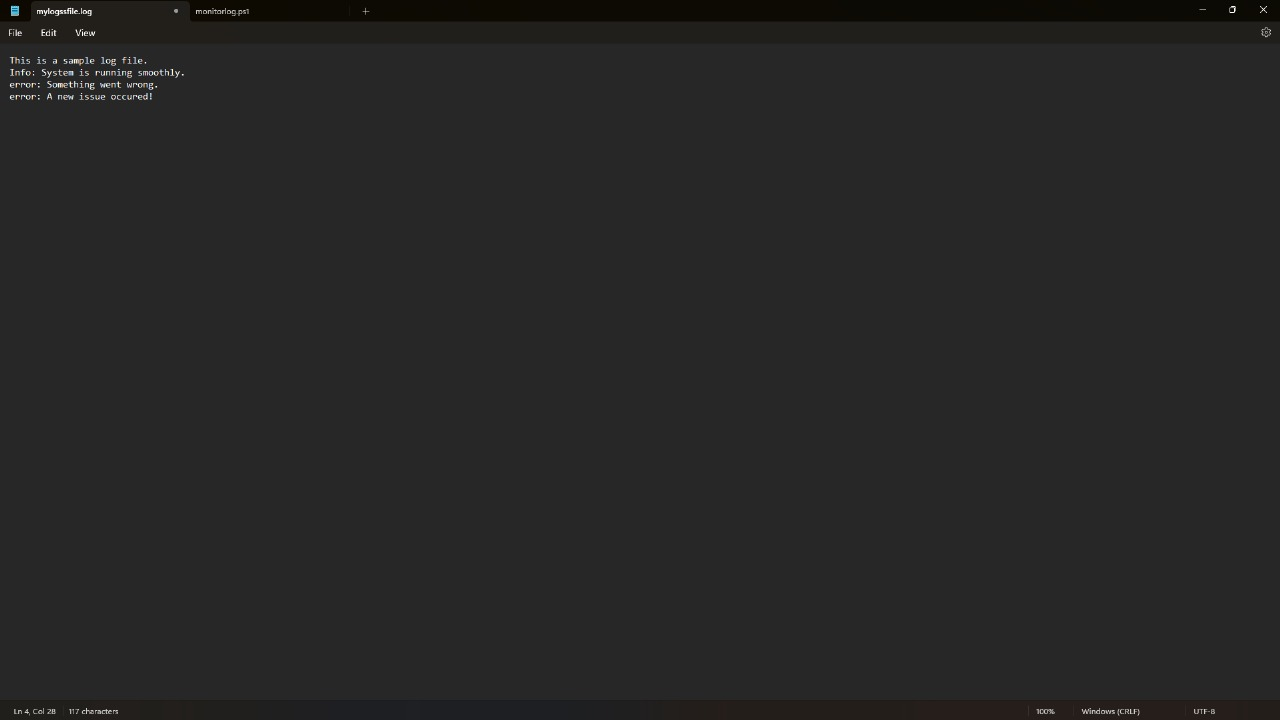 mylogssfile.log
monitorlog.ps1
File Edit View
This is a sample log file.
Info: System is running smoothly.
error: Something went wrong.
error: A new issue occured!
Ln 4, Col 28 117 characters 100% Windows (CRLF) UTF-8